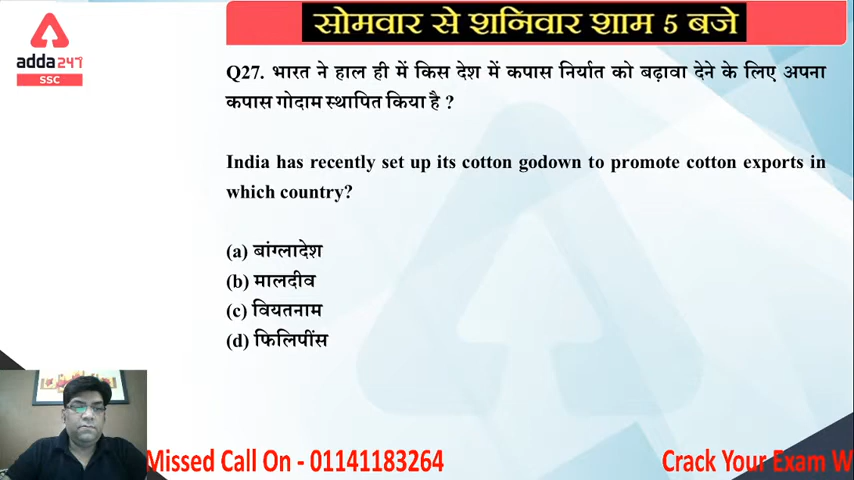 सोमवार से शनिवार शाम 5 बजे
adda247
SSC
Q27. भारत ने हाल ही में किस देश में कपास निर्यात को बढ़ावा देने के लिए अपना
कपास गोदाम स्थापित किया है ?
India has recently set up its cotton godown to promote cotton exports in
which country?
(a) बांग्लादेश
(b) मालदीव
(c) वियतनाम
(d) फिलिपींस
Missed Call On - 01141183264
Crack Your Exam W